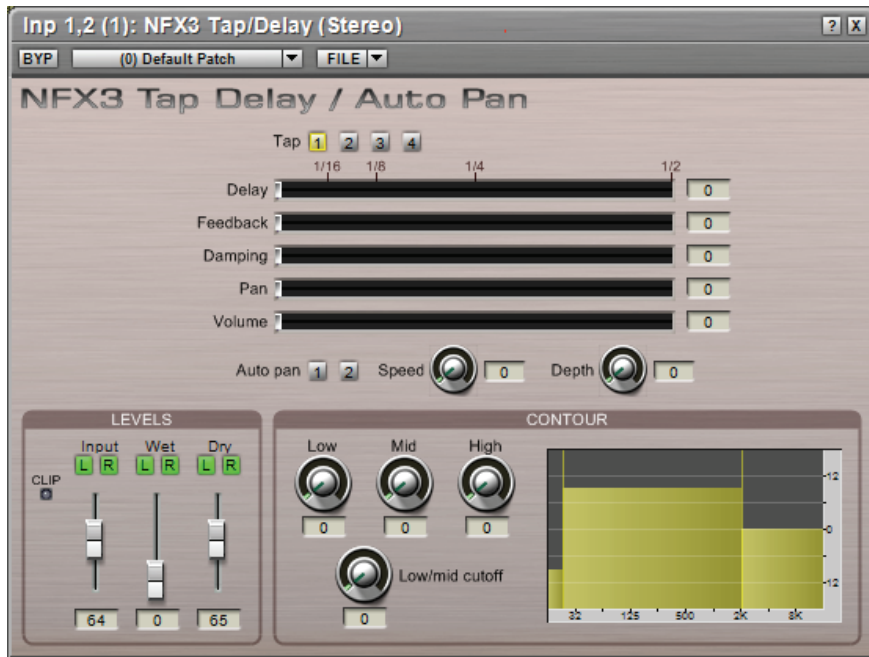 Inp 1,2 (1): NFX3 Tap/Delay (Stereo) ? X
BYP (0) Default Patch FILE
NFX3 Tap Delay / Auto Pan
Tap 1 2 3 4
1/16 1/8 1/4 1/2
Delay 0
Feedback 0
Damping 0
Pan 0
Volume 0
Auto pan 1 2 Speed 0 Depth 0
LEVELS
Input Wet Dry
L R L R L R
CLIP
64 0 65
CONTOUR
Low Mid High
0 0 0
Low/mid cutoff
0
-12
-0
-12
32 125 500 2K 8K